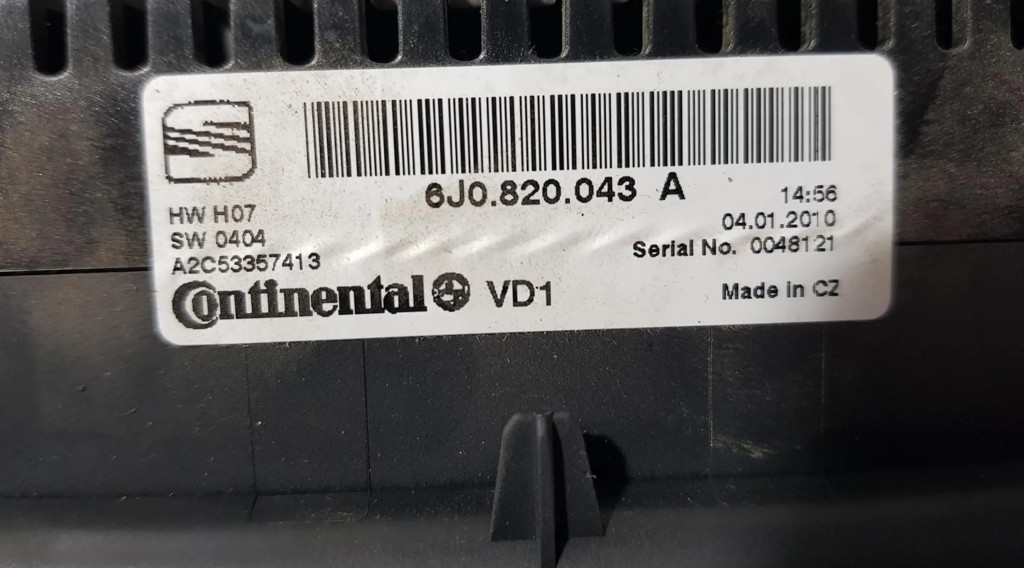 6J0.820.043 A
14:56
HW H07
04.01.2010
SW 0404
Serial No. 0048121
A2C53357413
Continental VD1
Made in CZ